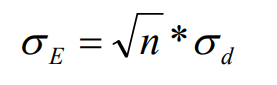 σ_E = √n * σ_d